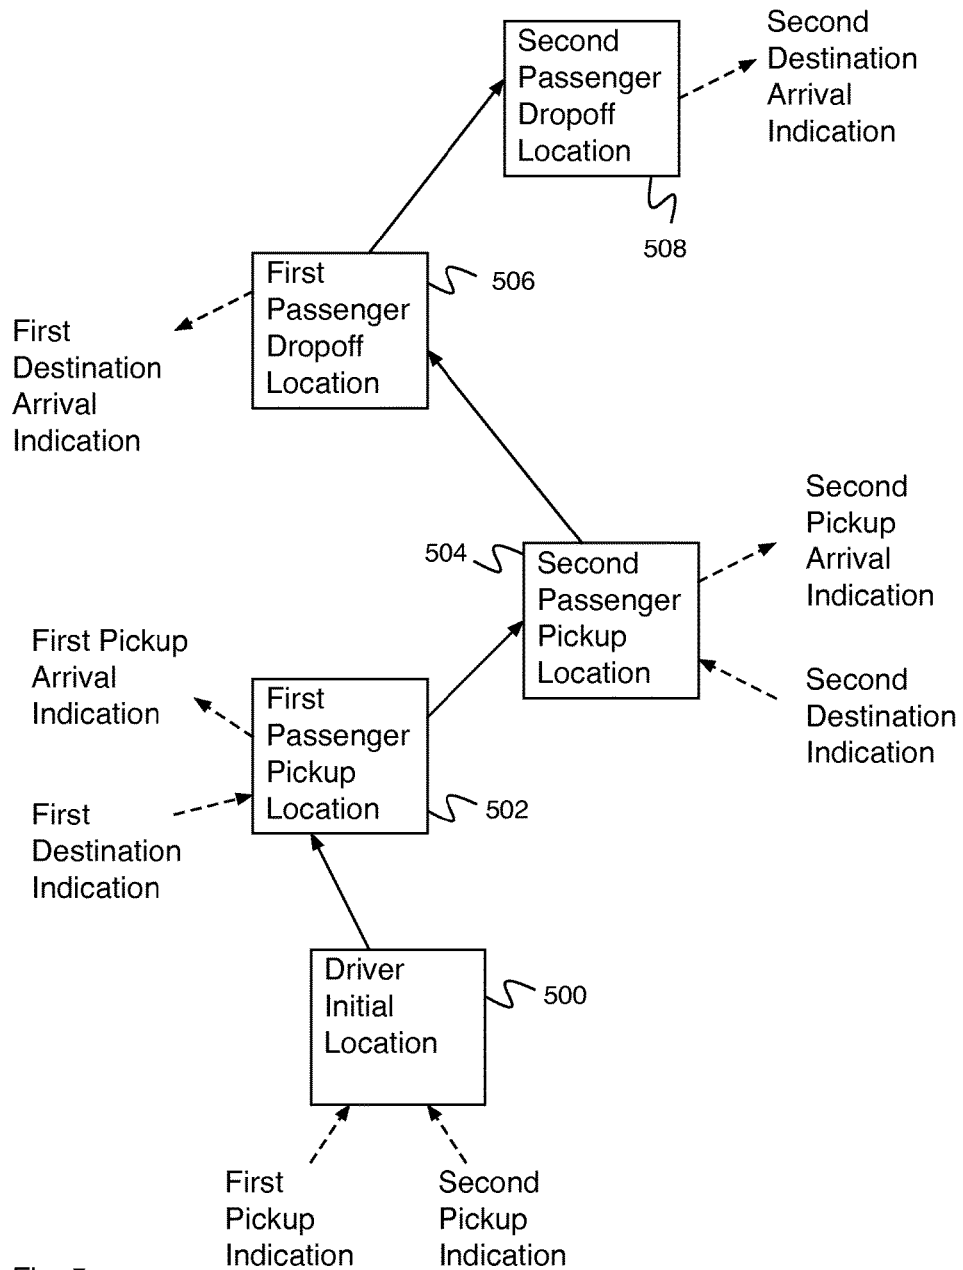 Second
Passenger
Dropoff
Location
Second
Destination
Arrival
Indication
508
First
Passenger
Dropoff
Location
506
First
Destination
Arrival
Indication
Second
Pickup
Arrival
Indication
504
Second
Passenger
Pickup
Location
First Pickup
Arrival
Indication
Second
Destination
Indication
First
Passenger
Pickup
Location
502
First
Destination
Indication
Driver
Initial
Location
500
First
Pickup
Indication
Second
Pickup
Indication